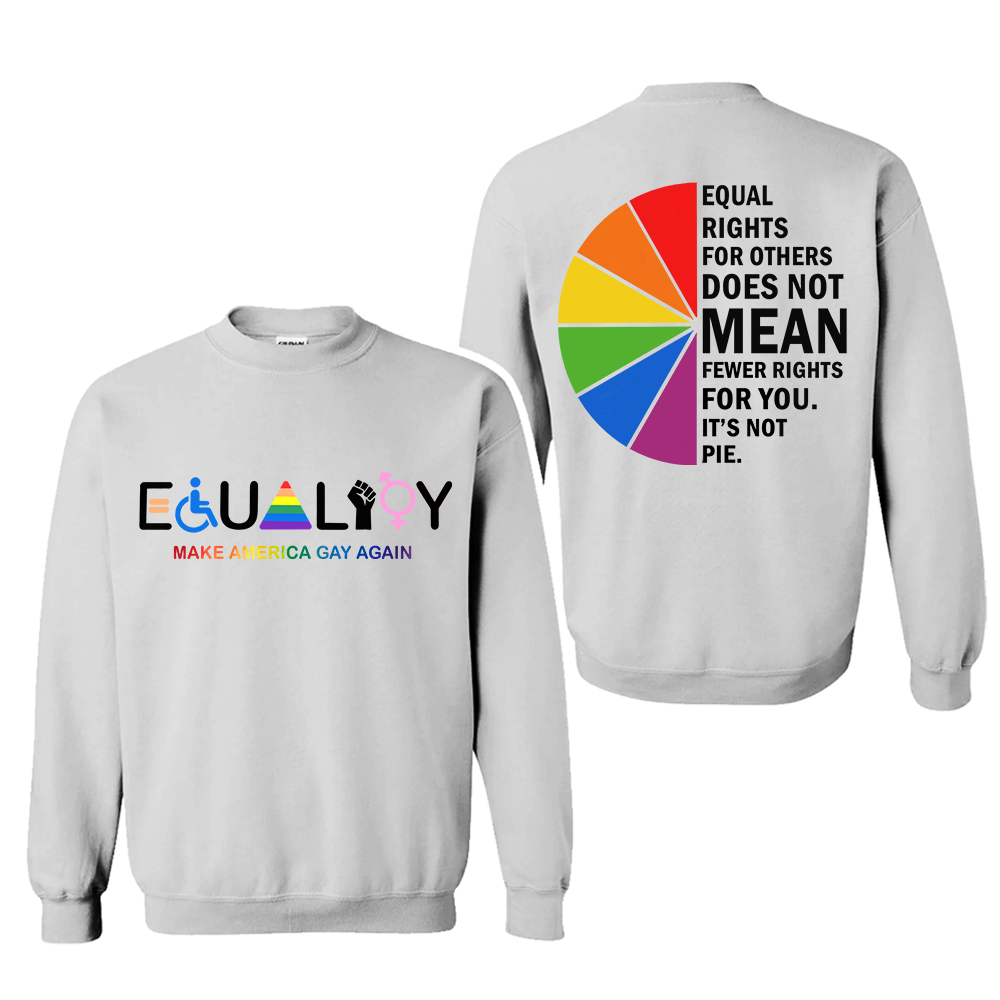 EQUALITY
MAKE AMERICA GAY AGAIN
EQUAL
RIGHTS
FOR OTHERS
DOES NOT
MEAN
FEWER RIGHTS
FOR YOU.
IT'S NOT
PIE.